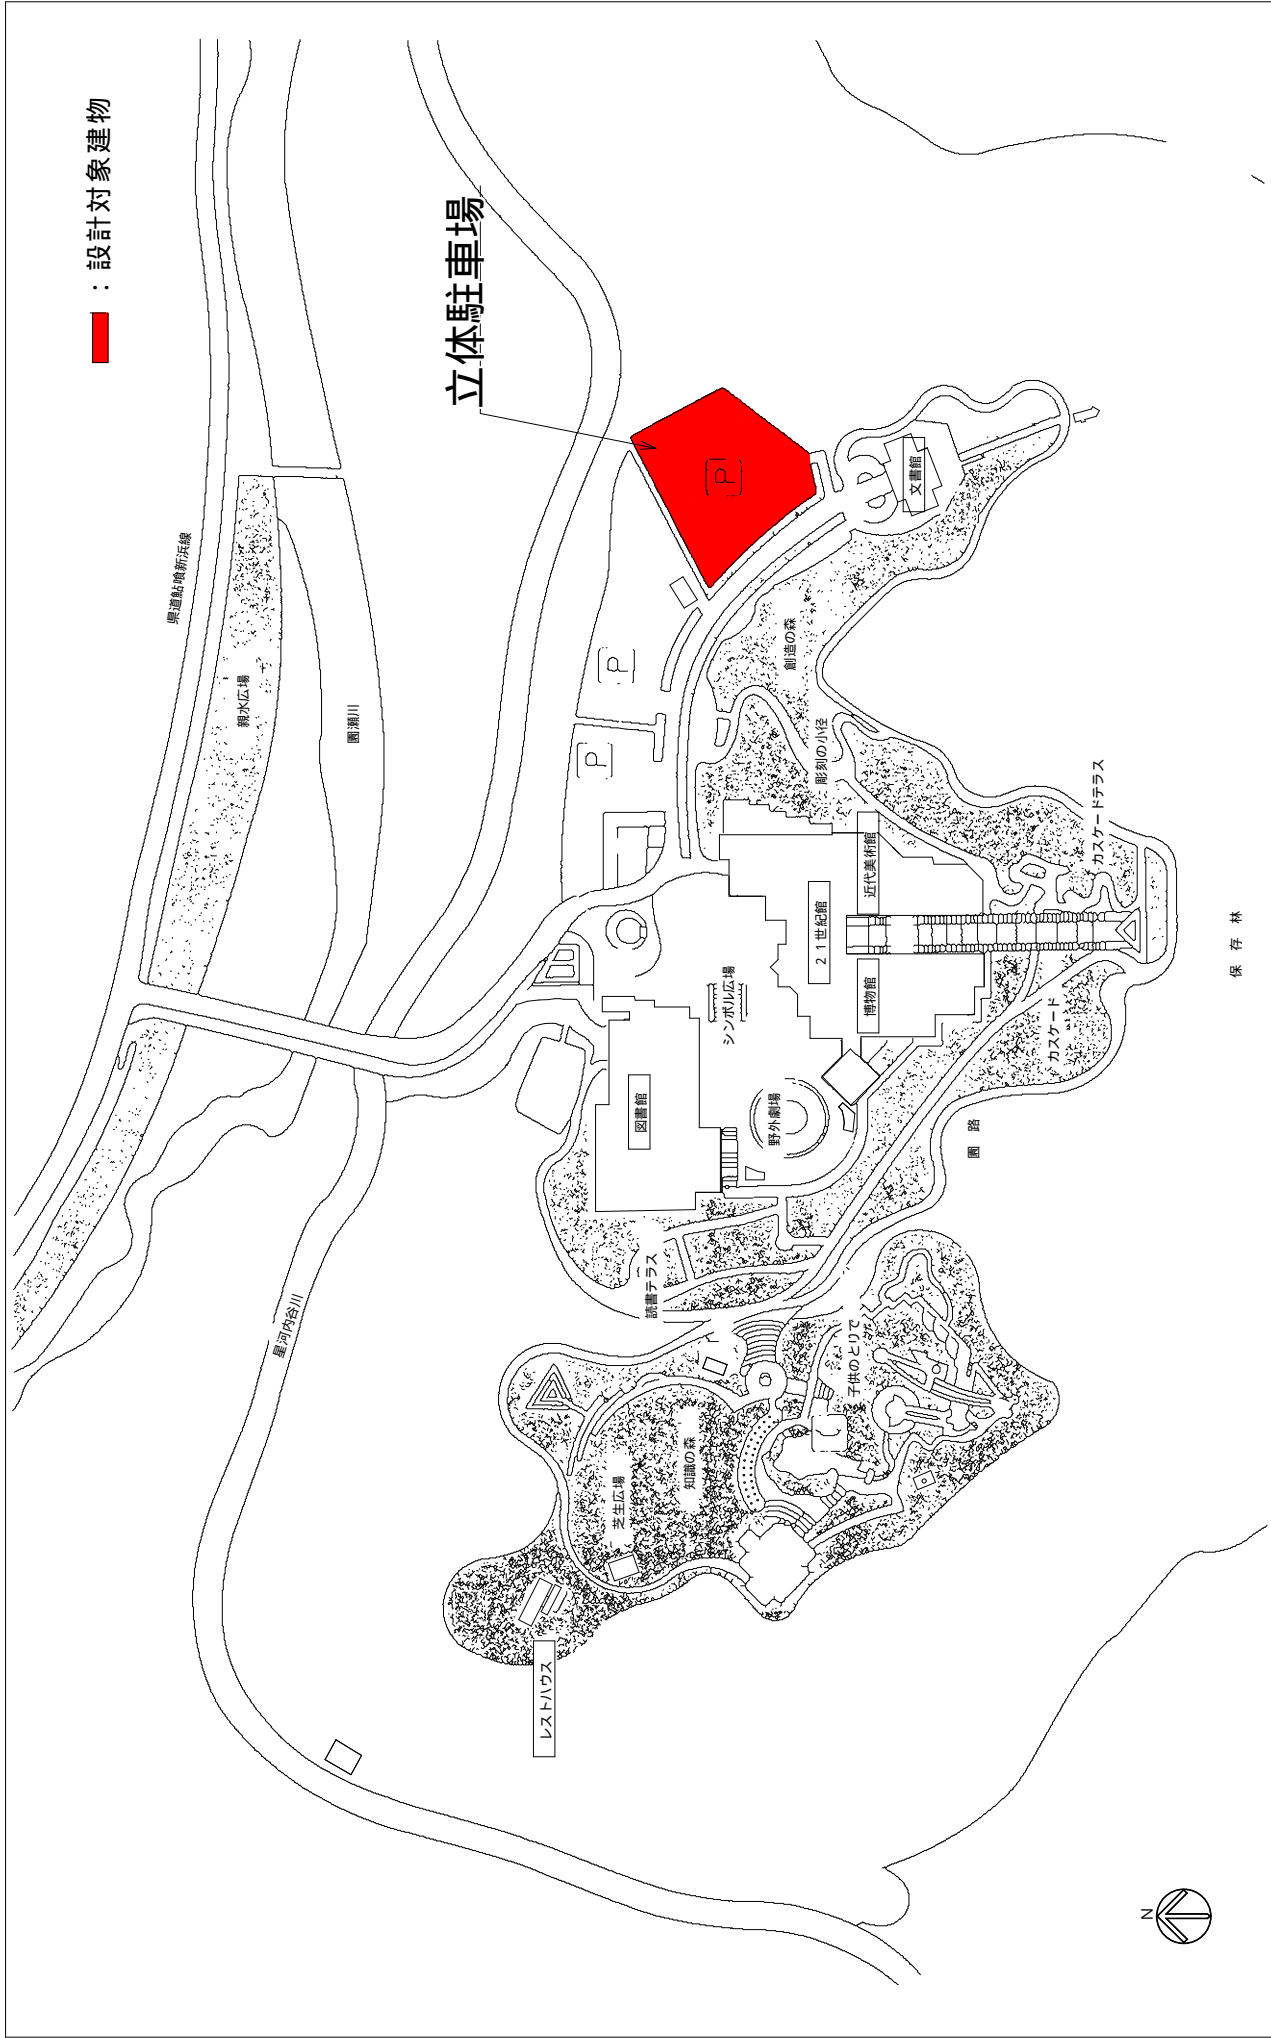 ：設計対象建物
立体駐車場
県道鮎喰新浜線
親水広場
園瀬川
星河内谷川
P
P
P
文書館
創造の森
彫刻の小径
近代美術館
２１世紀館
博物館
カスケードテラス
カスケード
シンボル広場
野外劇場
図書館
園路
保存林
読書テラス
子供のとりで
知識の森
芝生広場
レストハウス
N